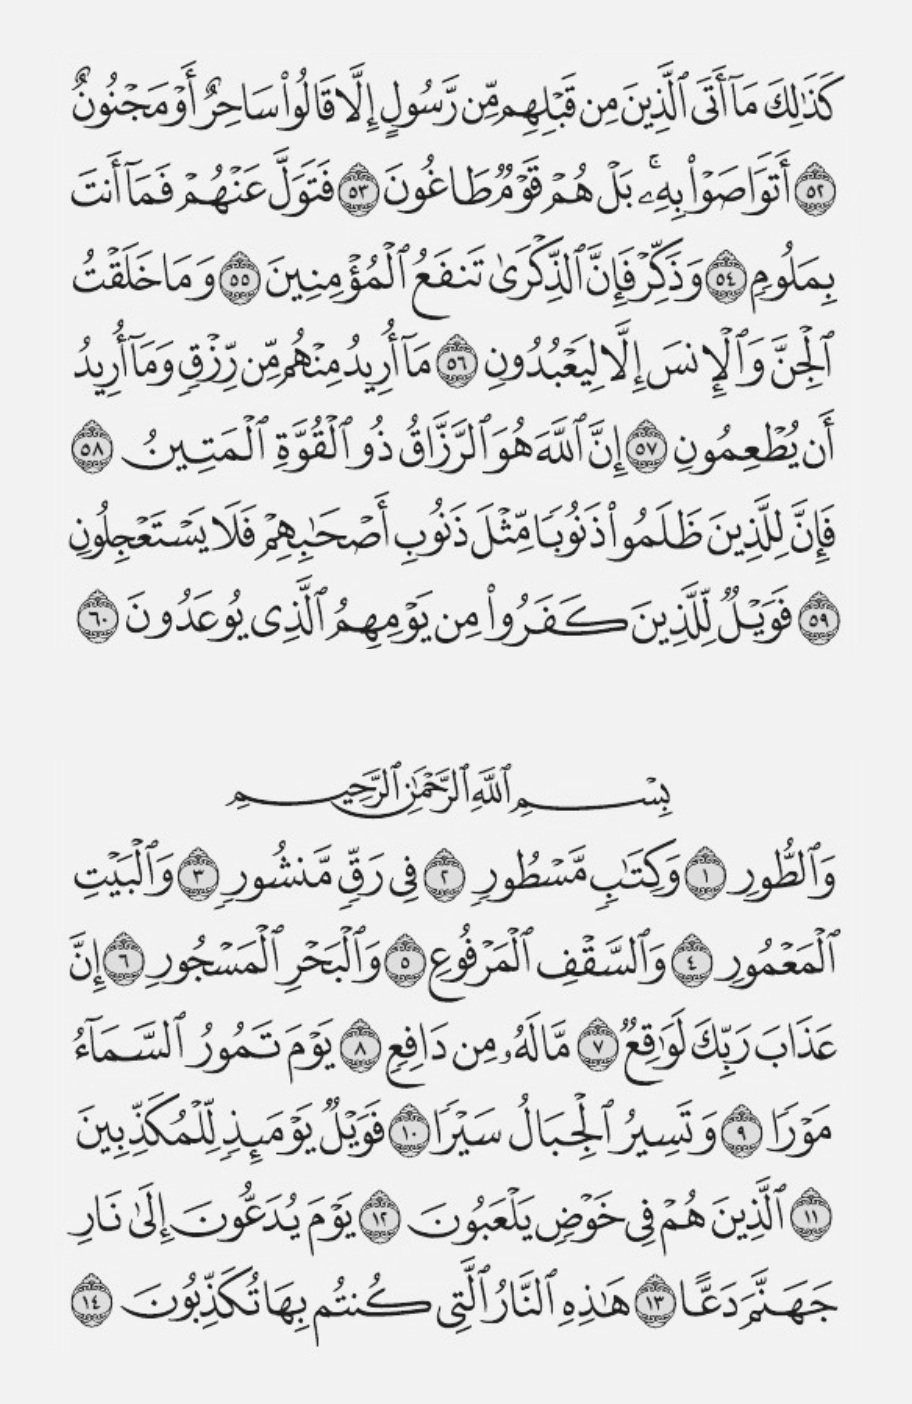 كَذَٰلِكَ مَآ أَتَى ٱلَّذِينَ مِن قَبۡلِهِم مِّن رَّسُولٍ إِلَّا قَالُواْ سَاحِرٌ أَوۡ مَجۡنُونٌ
٥٢ أَتَوَاصَوۡاْ بِهِۦۚ بَلۡ هُمۡ قَوۡمٞ طَاغُونَ ٥٣ فَتَوَلَّ عَنۡهُمۡ فَمَآ أَنتَ
بِمَلُومٖ ٥٤ وَذَكِّرۡ فَإِنَّ ٱلذِّكۡرَىٰ تَنفَعُ ٱلۡمُؤۡمِنِينَ ٥٥ وَمَا خَلَقۡتُ
ٱلۡجِنَّ وَٱلۡإِنسَ إِلَّا لِيَعۡبُدُونِ ٥٦ مَآ أُرِيدُ مِنۡهُم مِّن رِّزۡقٖ وَمَآ أُرِيدُ
أَن يُطۡعِمُونِ ٥٧ إِنَّ ٱللَّهَ هُوَ ٱلرَّزَّاقُ ذُو ٱلۡقُوَّةِ ٱلۡمَتِينُ ٥٨
فَإِنَّ لِلَّذِينَ ظَلَمُواْ ذَنُوبٗا مِّثۡلَ ذَنُوبِ أَصۡحَٰبِهِمۡ فَلَا يَسۡتَعۡجِلُونِ
٥٩ فَوَيۡلٞ لِّلَّذِينَ كَفَرُواْ مِن يَوۡمِهِمُ ٱلَّذِي يُوعَدُونَ ٦٠
بِسۡمِ ٱللَّهِ ٱلرَّحۡمَٰنِ ٱلرَّحِيمِ
وَٱلطُّورِ ١ وَكِتَٰبٖ مَّسۡطُورٖ ٢ فِي رَقّٖ مَّنشُورٖ ٣ وَٱلۡبَيۡتِ
ٱلۡمَعۡمُورِ ٤ وَٱلسَّقۡفِ ٱلۡمَرۡفُوعِ ٥ وَٱلۡبَحۡرِ ٱلۡمَسۡجُورِ ٦ إِنَّ
عَذَابَ رَبِّكَ لَوَٰقِعٞ ٧ مَّا لَهُۥ مِن دَافِعٖ ٨ يَوۡمَ تَمُورُ ٱلسَّمَآءُ
مَوۡرٗا ٩ وَتَسِيرُ ٱلۡجِبَالُ سَيۡرٗا ١٠ فَوَيۡلٞ يَوۡمَئِذٖ لِّلۡمُكَذِّبِينَ
١١ ٱلَّذِينَ هُمۡ فِي خَوۡضٖ يَلۡعَبُونَ ١٢ يَوۡمَ يُدَعُّونَ إِلَىٰ نَارِ
جَهَنَّمَ دَعًّا ١٣ هَٰذِهِ ٱلنَّارُ ٱلَّتِي كُنتُم بِهَا تُكَذِّبُونَ ١٤